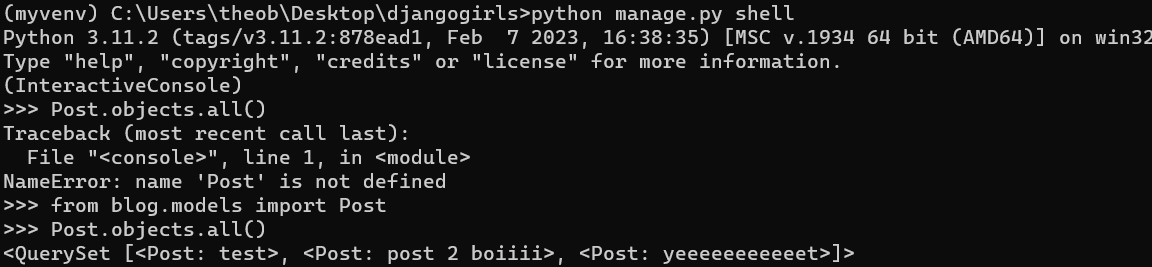 (myvenv) C:\Users\theob\Desktop\djangogirls>python manage.py shell
Python 3.11.2 (tags/v3.11.2:878ead1, Feb  7 2023, 16:38:35) [MSC v.1934 64 bit (AMD64)] on win32
Type "help", "copyright", "credits" or "license" for more information.
(InteractiveConsole)
>>> Post.objects.all()
Traceback (most recent call last):
  File "<console>", line 1, in <module>
NameError: name 'Post' is not defined
>>> from blog.models import Post
>>> Post.objects.all()
<QuerySet [<Post: test>, <Post: post 2 boiiii>, <Post: yeeeeeeeeeeet>]>